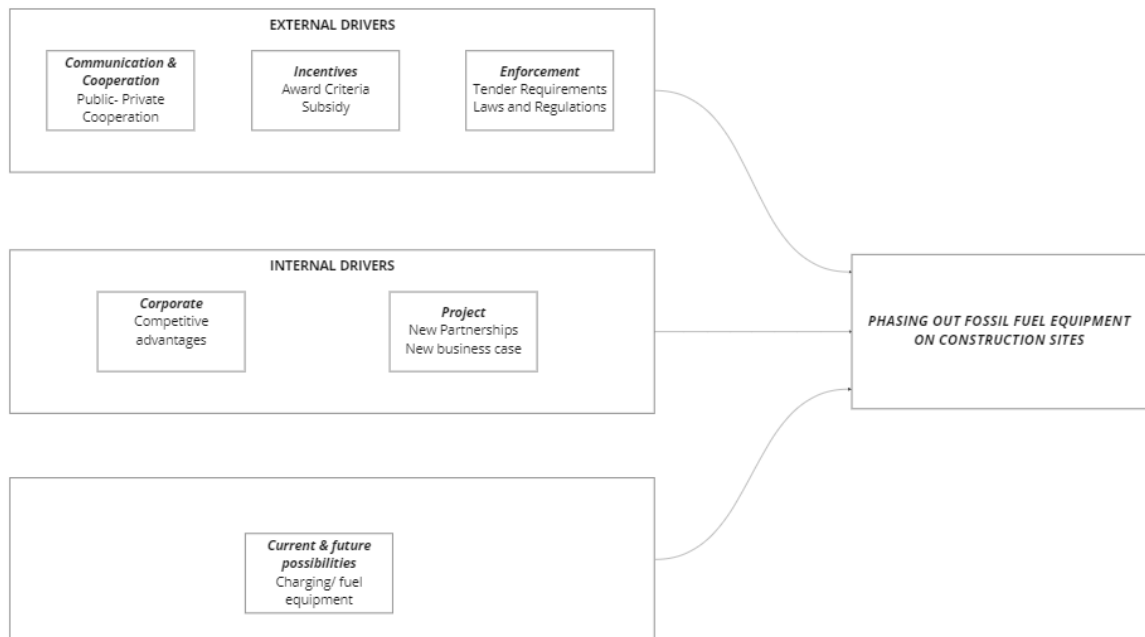 EXTERNAL DRIVERS
Communication &
Cooperation
Public- Private
Cooperation
Incentives
Award Criteria
Subsidy
Enforcement
Tender Requirements
Laws and Regulations
INTERNAL DRIVERS
Corporate
Competitive
advantages
Project
New Partnerships
New business case
PHASING OUT FOSSIL FUEL EQUIPMENT
ON CONSTRUCTION SITES
Current & future
possibilities
Charging/ fuel
equipment